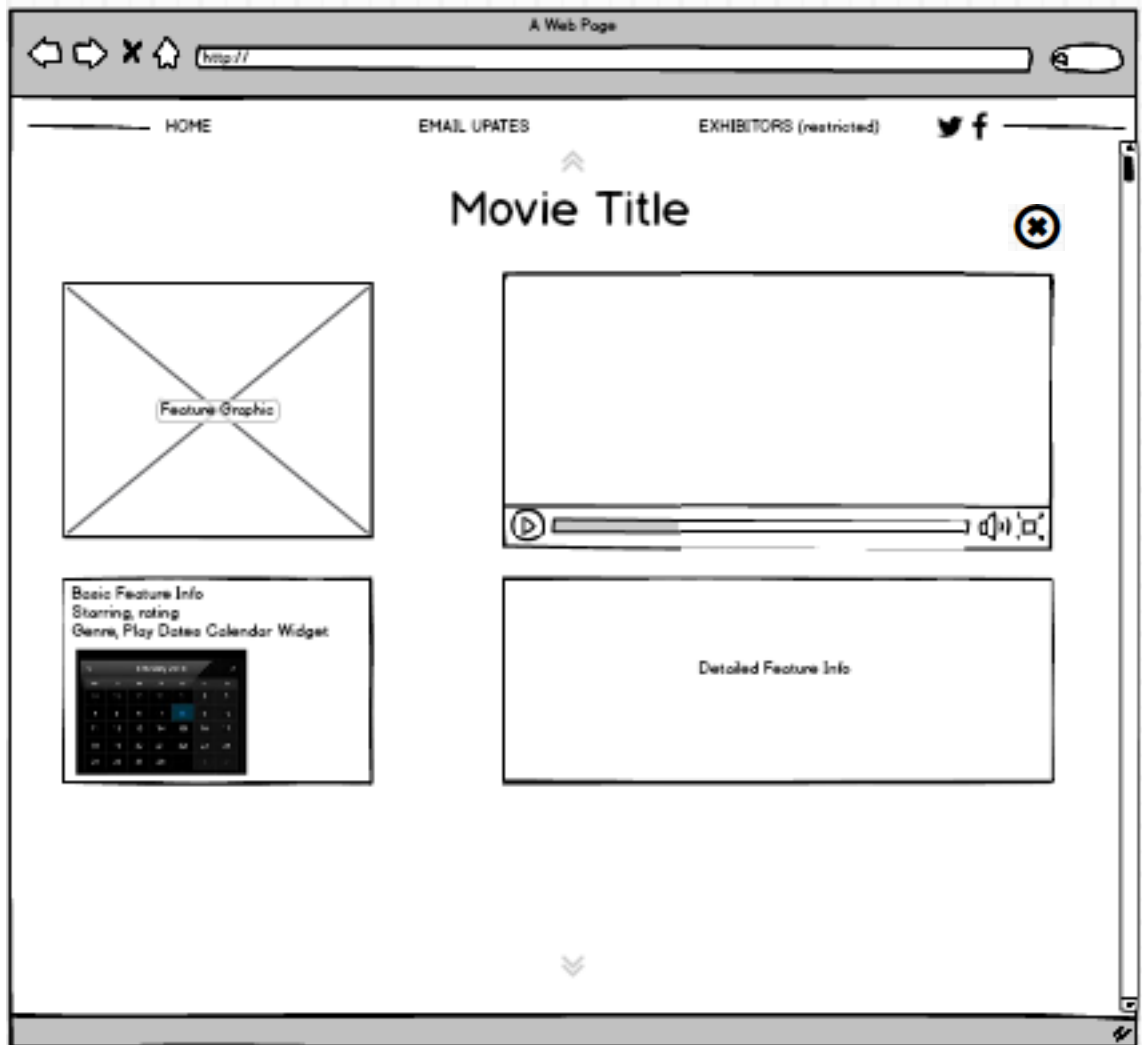 A Web Page
http://
HOME
EMAIL UPATES
EXHIBITORS (restricted)
Movie Title
Feature Graphic
Basic Feature Info
Starring, rating
Genre, Play Dates Calendar Widget
Detailed Feature Info